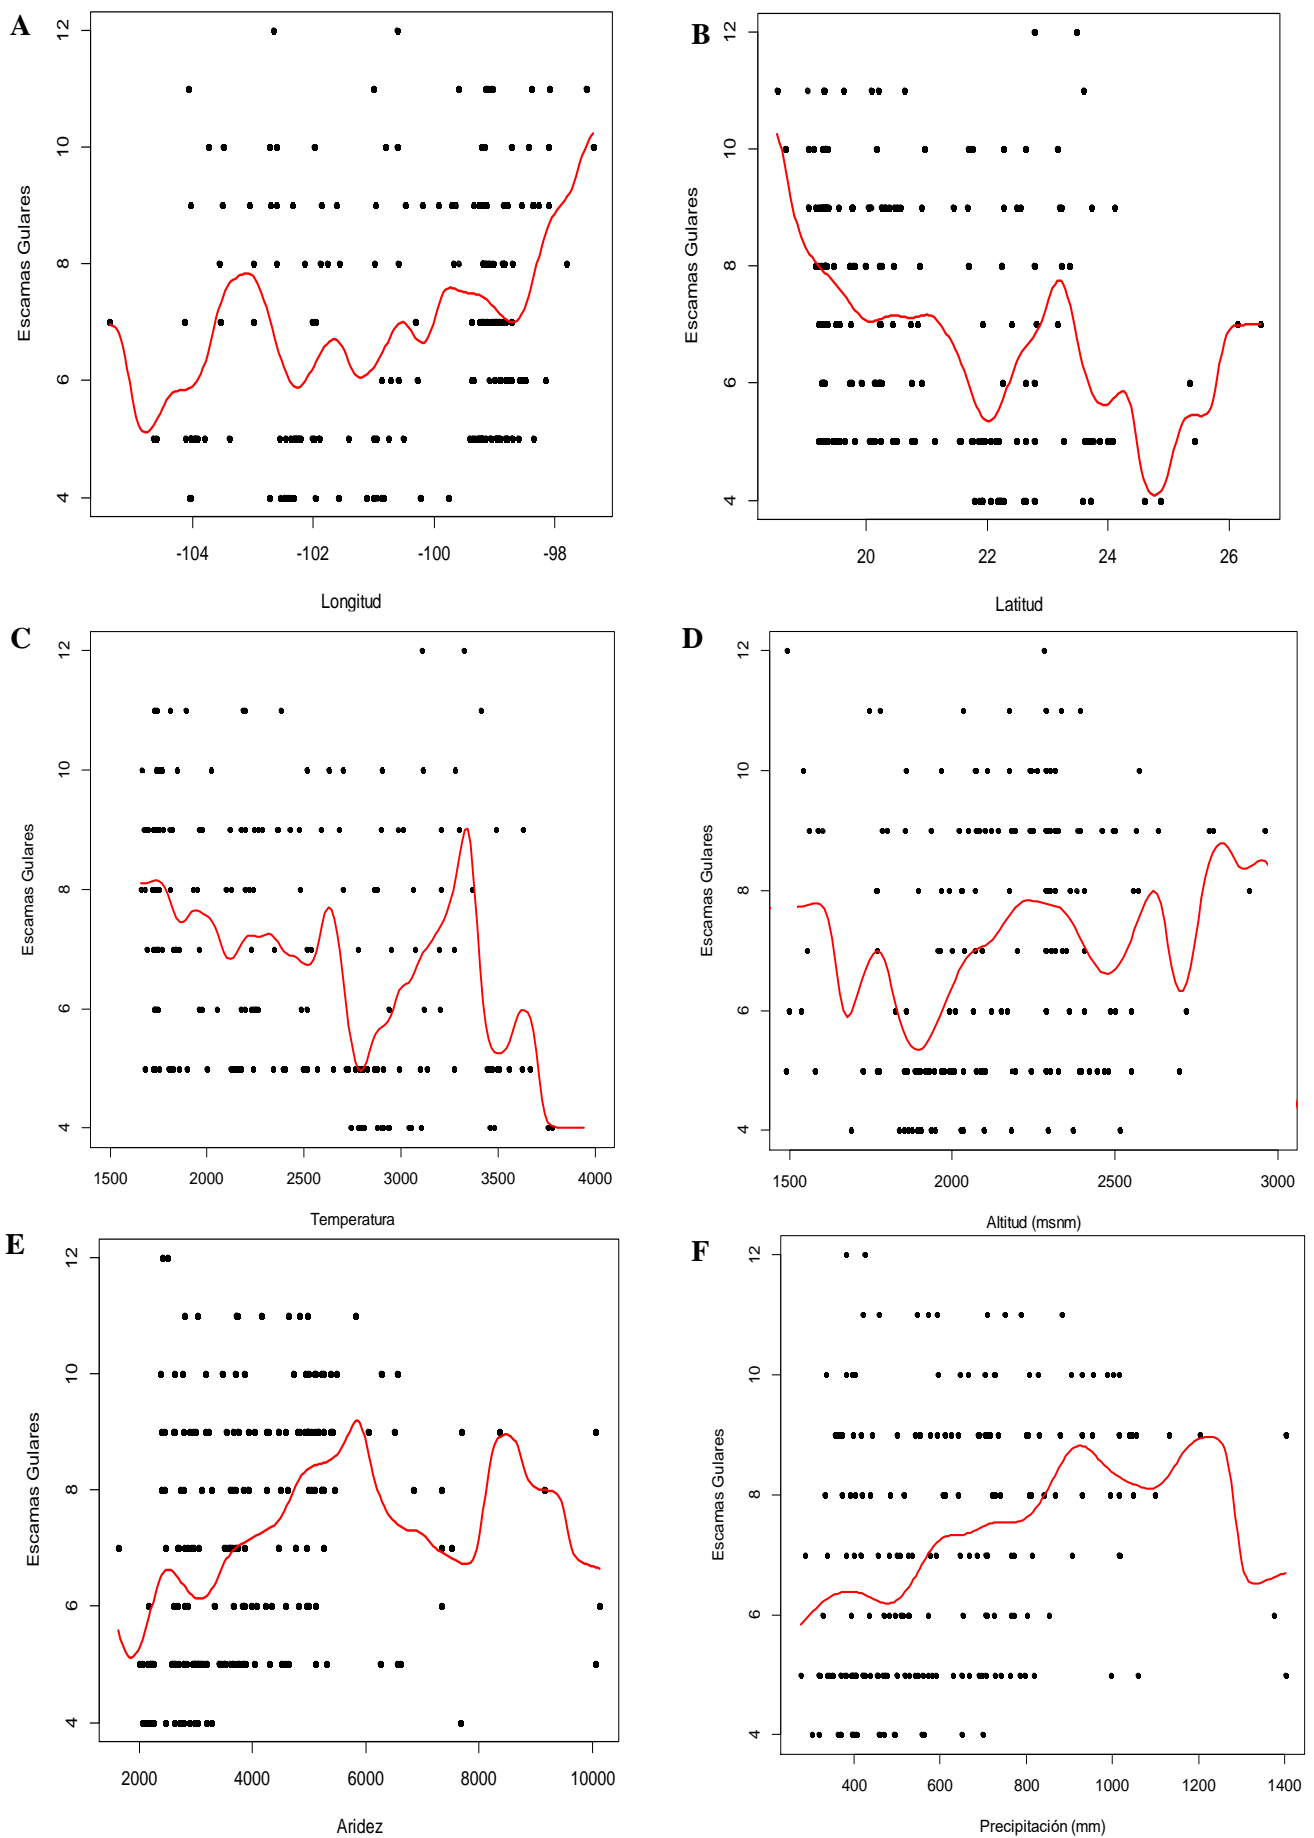 A
Escamas Gulares
12
10
8
6
4
-104 -102 -100 -98
Longitud
B
Escamas Gulares
12
10
8
6
4
20 22 24 26
Latitud
C
Escamas Gulares
12
10
8
6
4
1500 2000 2500 3000 3500 4000
Temperatura
D
Escamas Gulares
12
10
8
6
4
1500 2000 2500 3000
Altitud (msnm)
E
Escamas Gulares
12
10
8
6
4
2000 4000 6000 8000 10000
Aridez
F
Escamas Gulares
12
10
8
6
4
400 600 800 1000 1200 1400
Precipitación (mm)